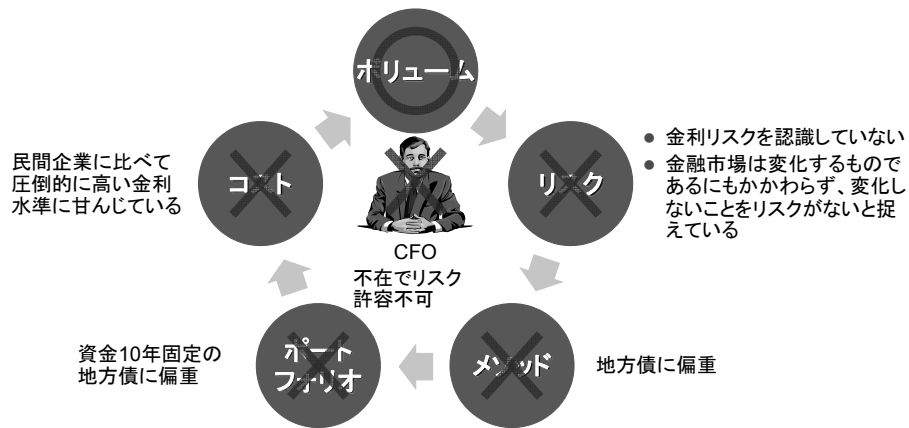 ボリューム
リスク
● 金利リスクを認識していない
● 金融市場は変化するもので
あるにもかかわらず、変化し
ないことをリスクがないと捉
えている
メソッド
地方債に偏重
ポート
フォリオ
資金10年固定の
地方債に偏重
コスト
民間企業に比べて
圧倒的に高い金利
水準に甘んじている
CFO
不在でリスク
許容不可